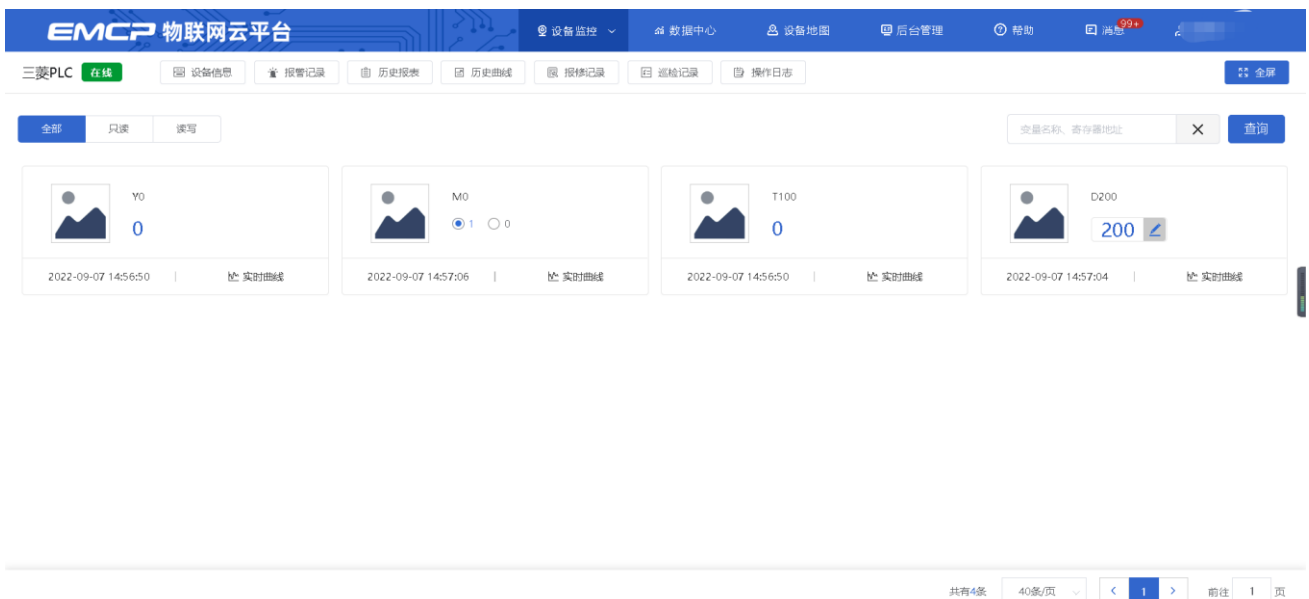 EMCP 物联网云平台 设备监控 数据中心 设备地图 后台管理 帮助 消息 99+
三菱PLC 在线 设备信息 报警记录 历史报表 历史曲线 报修记录 巡检记录 操作日志 全屏
全部 只读 读写 变量名称、寄存器地址 查询
Y0 M0 T100 D200
0 1 0 0 200
2022-09-07 14:56:50 | 实时曲线 2022-09-07 14:57:06 | 实时曲线 2022-09-07 14:56:50 | 实时曲线 2022-09-07 14:57:04 | 实时曲线
共有4条 40条/页 1 前往 1 页